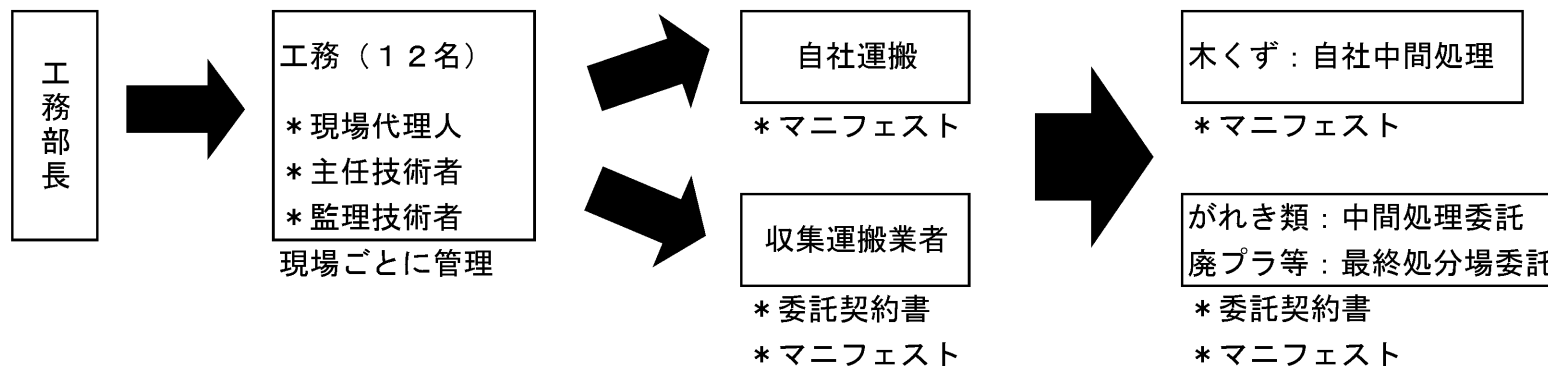 工務部長
工務（１２名）
＊現場代理人
＊主任技術者
＊監理技術者
現場ごとに管理
自社運搬
＊マニフェスト
収集運搬業者
＊委託契約書
＊マニフェスト
木くず：自社中間処理
＊マニフェスト
がれき類：中間処理委託
廃プラ等：最終処分場委託
＊委託契約書
＊マニフェスト